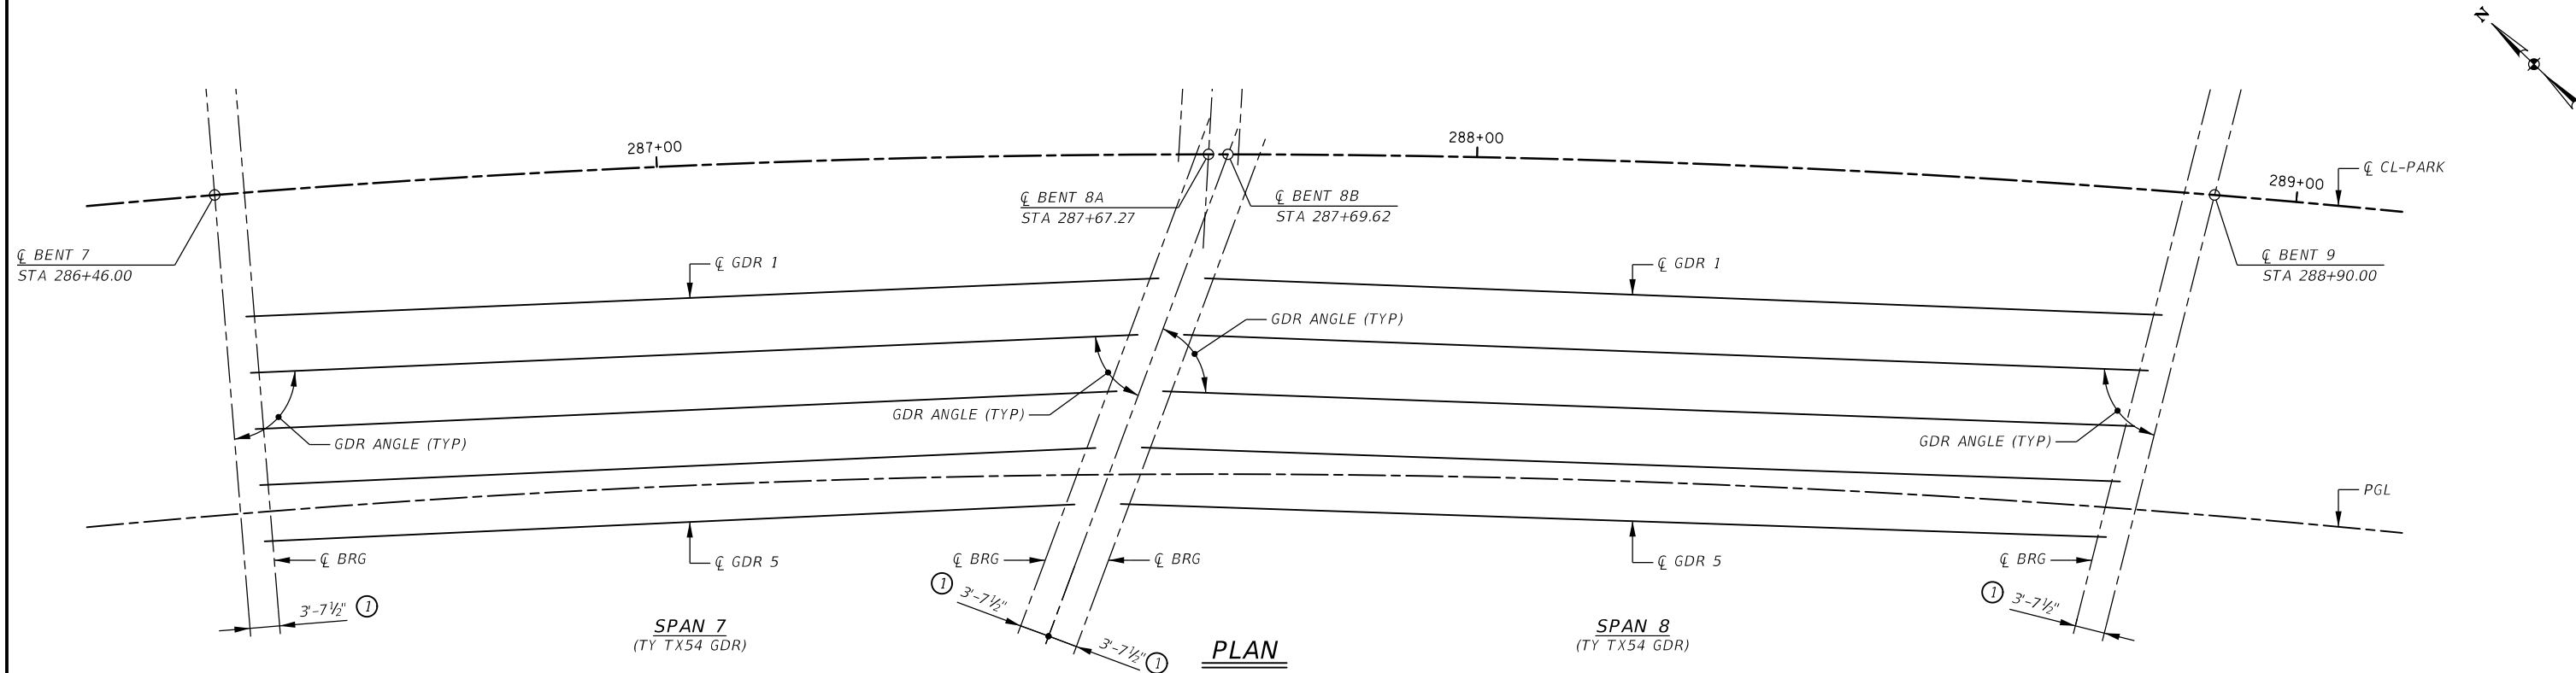 N
287+00
288+00
289+00
℄ CL-PARK
℄ BENT 8A
STA 287+67.27
℄ BENT 8B
STA 287+69.62
℄ BENT 7
STA 286+46.00
℄ BENT 9
STA 288+90.00
℄ GDR 1
℄ GDR 1
GDR ANGLE (TYP)
GDR ANGLE (TYP)
GDR ANGLE (TYP)
GDR ANGLE (TYP)
PGL
℄ BRG
℄ GDR 5
℄ BRG
℄ BRG
℄ GDR 5
℄ BRG
3'-7½" 1
1 3'-7½"
3'-7½" 1
1 3'-7½"
SPAN 7
(TY TX54 GDR)
PLAN
SPAN 8
(TY TX54 GDR)